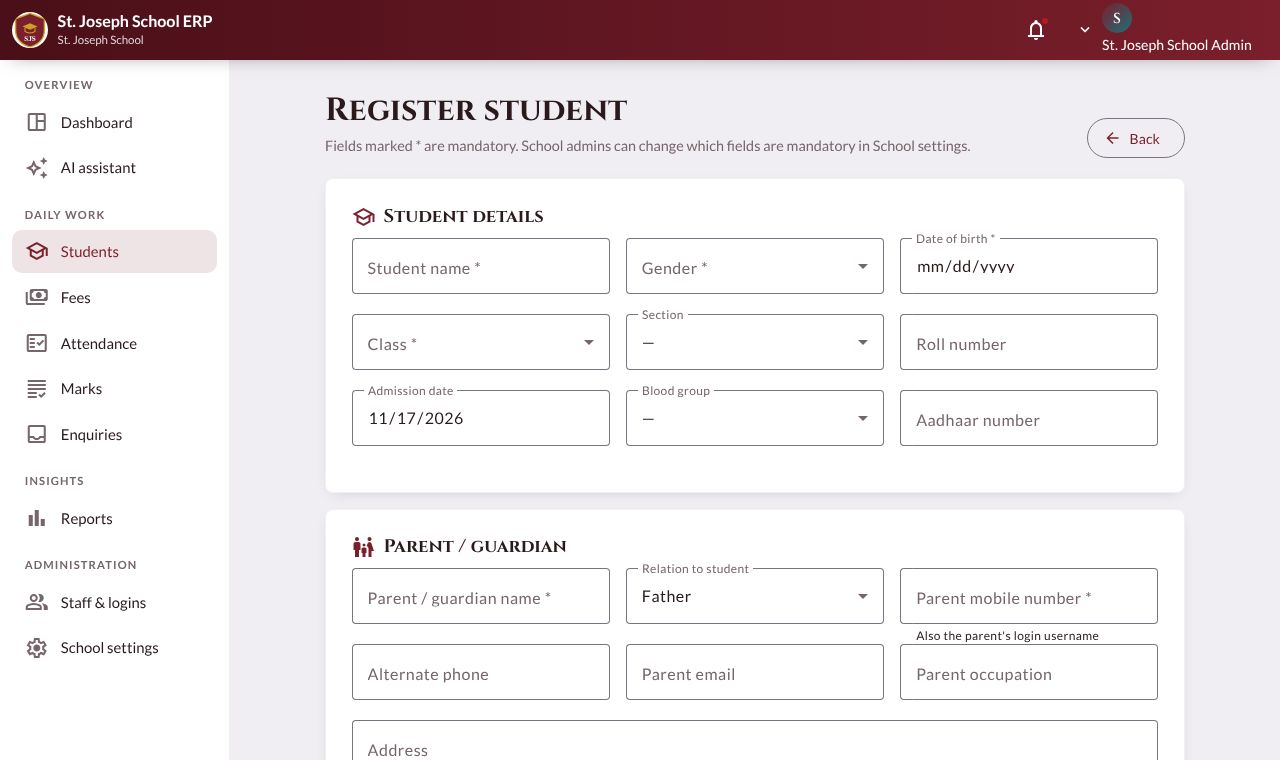 St. Joseph School ERP
St. Joseph School
SJS
S
St. Joseph School Admin
OVERVIEW
Dashboard
AI assistant
DAILY WORK
Students
Fees
Attendance
Marks
Enquiries
INSIGHTS
Reports
ADMINISTRATION
Staff & logins
School settings
Register student
Fields marked * are mandatory. School admins can change which fields are mandatory in School settings.
Back
Student details
Student name *
Gender *
Date of birth *
mm/dd/yyyy
Class *
Section
—
Roll number
Admission date
11/17/2026
Blood group
—
Aadhaar number
Parent / guardian
Parent / guardian name *
Relation to student
Father
Parent mobile number *
Also the parent's login username
Alternate phone
Parent email
Parent occupation
Address